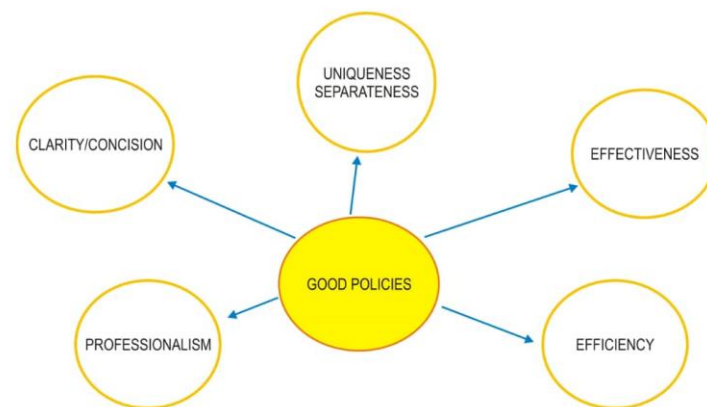 UNIQUENESS
SEPARATENESS
CLARITY/CONCISION
EFFECTIVENESS
GOOD POLICIES
PROFESSIONALISM
EFFICIENCY